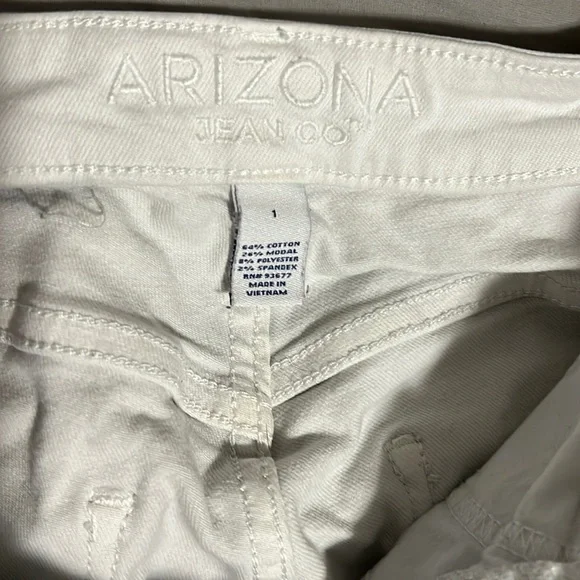 ARIZONA
JEAN CO
1
64% COTTON
26% MODAL
8% POLYESTER
2% SPANDEX
RN# 93677
MADE IN
VIETNAM